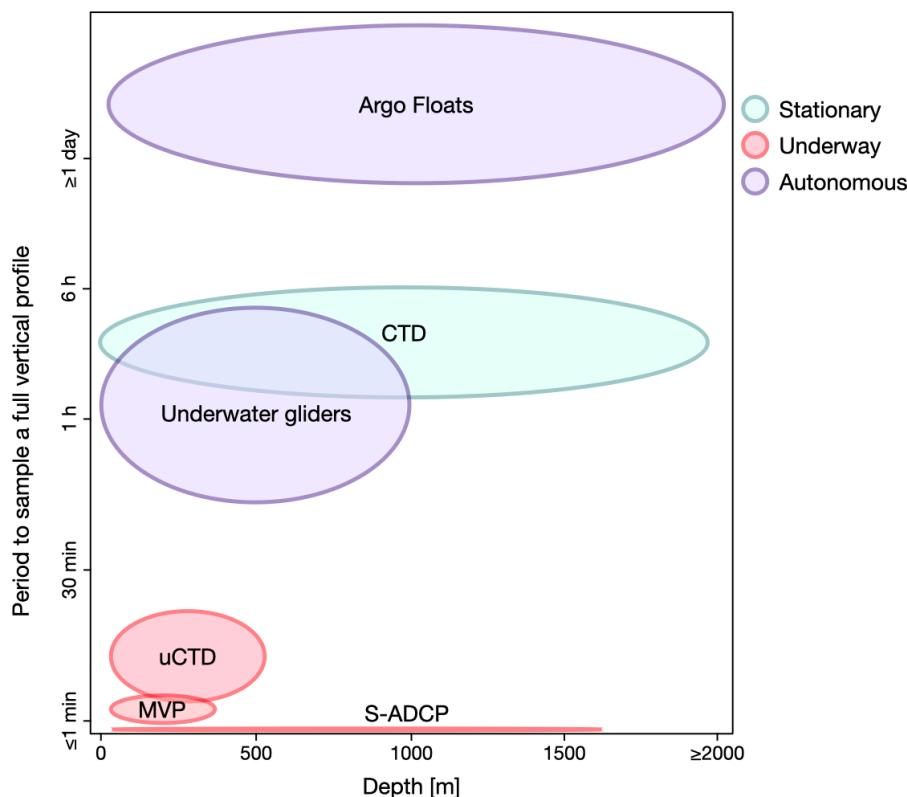 Argo Floats
Stationary
Underway
Autonomous
≥1 day
6 h
CTD
Underwater gliders
1 h
Period to sample a full vertical profile
30 min
uCTD
MVP
S-ADCP
≤1 min
0
500
1000
1500
≥2000
Depth [m]